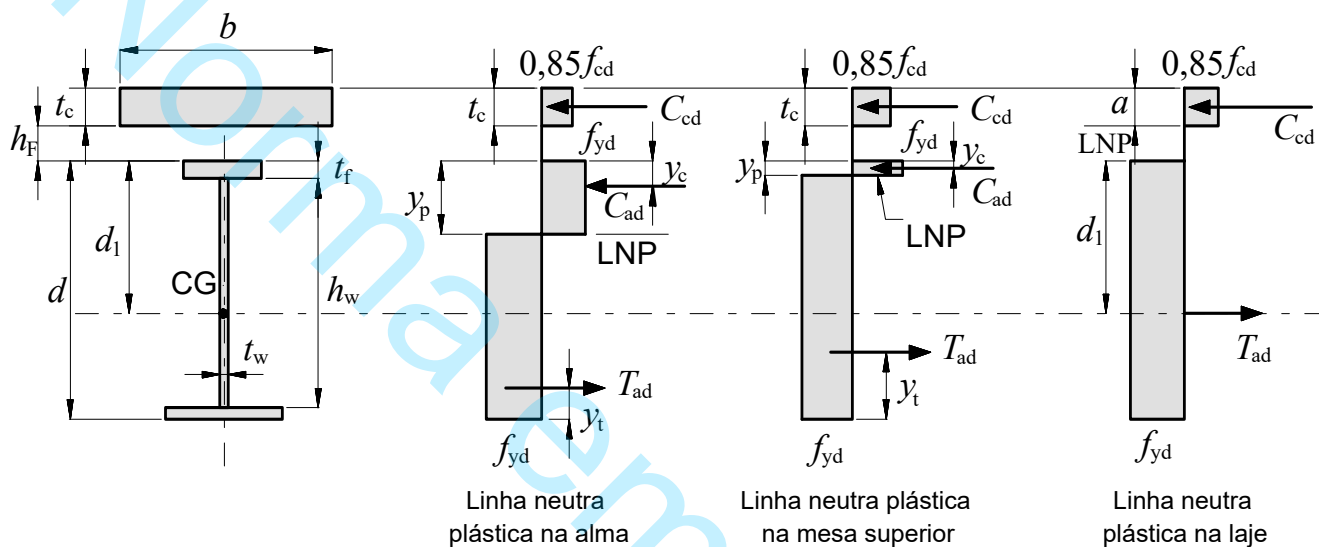 b
0,85fcd
0,85fcd
0,85fcd
tc
tc
tc
a
Ccd
Ccd
Ccd
hF
fyd
fyd
LNP
tf
yc
yc
yp
yp
Cad
Cad
LNP
LNP
d1
d1
d
CG
hw
tw
Tad
Tad
Tad
yt
yt
fyd
fyd
fyd
Linha neutra
plástica na alma
Linha neutra plástica
na mesa superior
Linha neutra
plástica na laje
Norma em